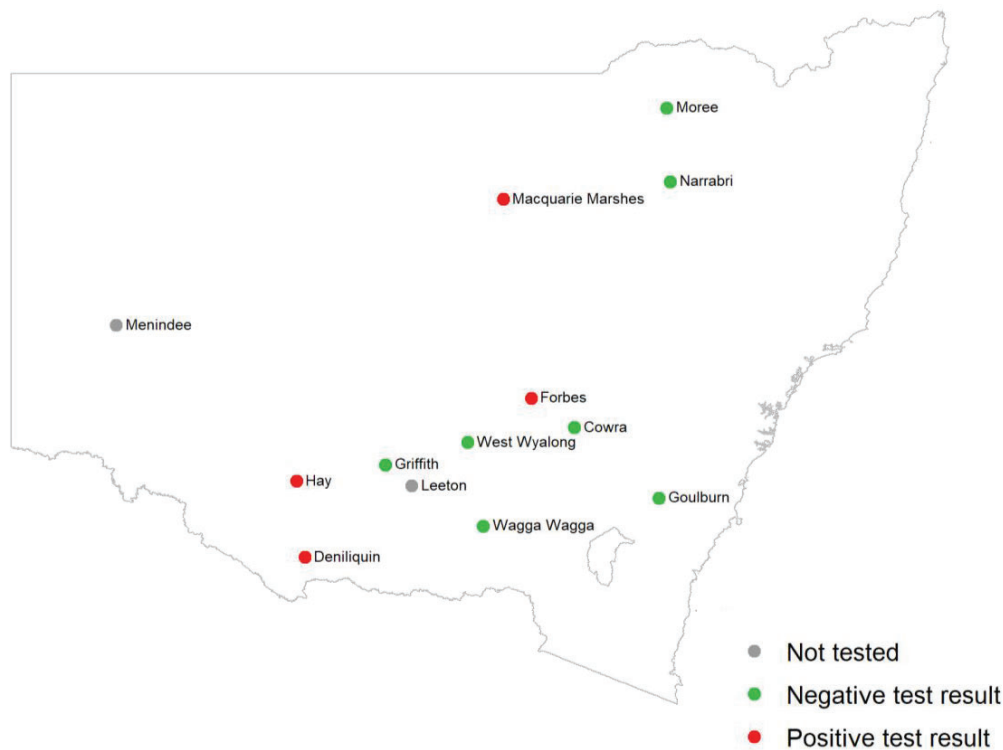 Moree
Narrabri
Macquarie Marshes
Menindee
Forbes
Cowra
West Wyalong
Griffith
Hay
Leeton
Goulburn
Wagga Wagga
Deniliquin
Not tested
Negative test result
Positive test result